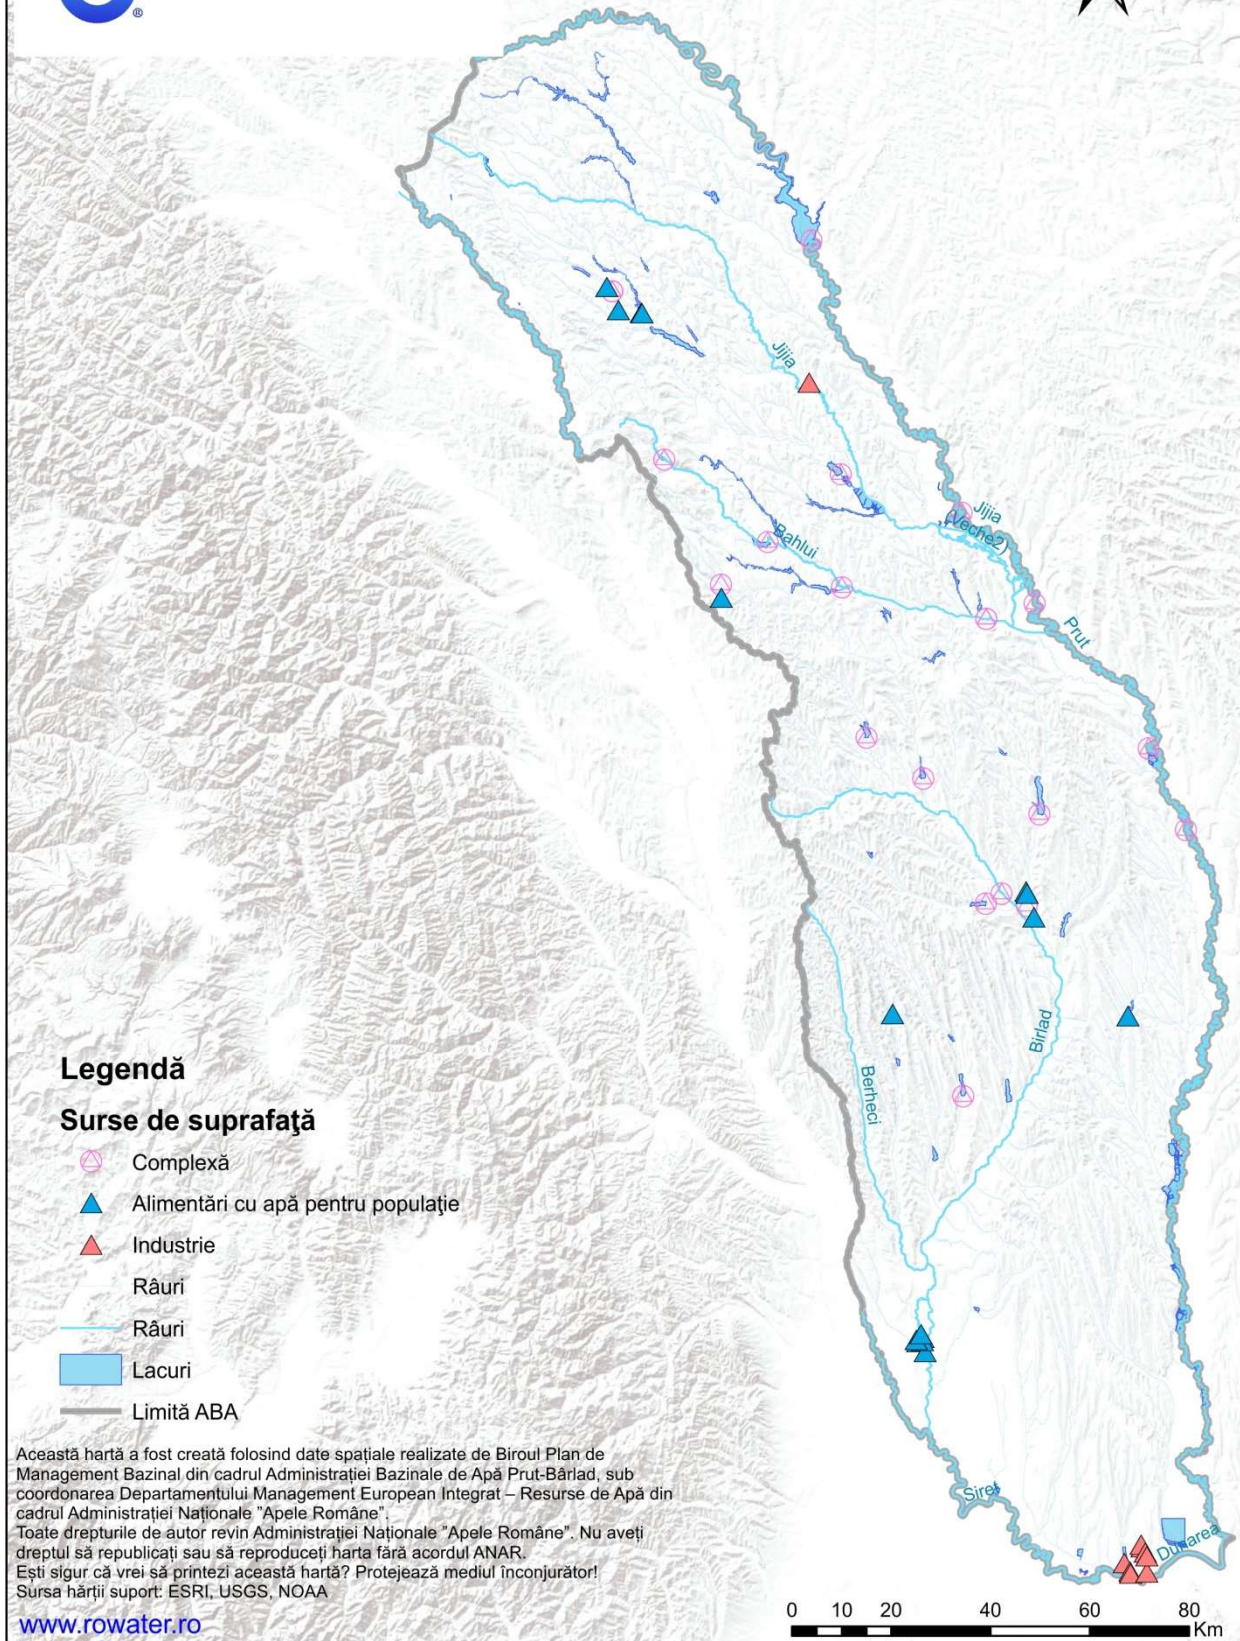 ®
Jijia
Jijia
(Veche2)
Bahlui
Prut
Birlad
Berheci
Siret
Dunarea
Legendă
Surse de suprafaţă
Complexă
Alimentări cu apă pentru populaţie
Industrie
Râuri
Râuri
Lacuri
Limită ABA
Această hartă a fost creată folosind date spațiale realizate de Biroul Plan de
Management Bazinal din cadrul Administrației Bazinale de Apă Prut-Bârlad, sub
coordonarea Departamentului Management European Integrat – Resurse de Apă din
cadrul Administrației Naționale ”Apele Române”.
Toate drepturile de autor revin Administrației Naționale ”Apele Române”. Nu aveți
dreptul să republicați sau să reproduceți harta fără acordul ANAR.
Ești sigur că vrei să printezi această hartă? Protejează mediul înconjurător!
Sursa hărții suport: ESRI, USGS, NOAA
www.rowater.ro
0 10 20 40 60 80
Km